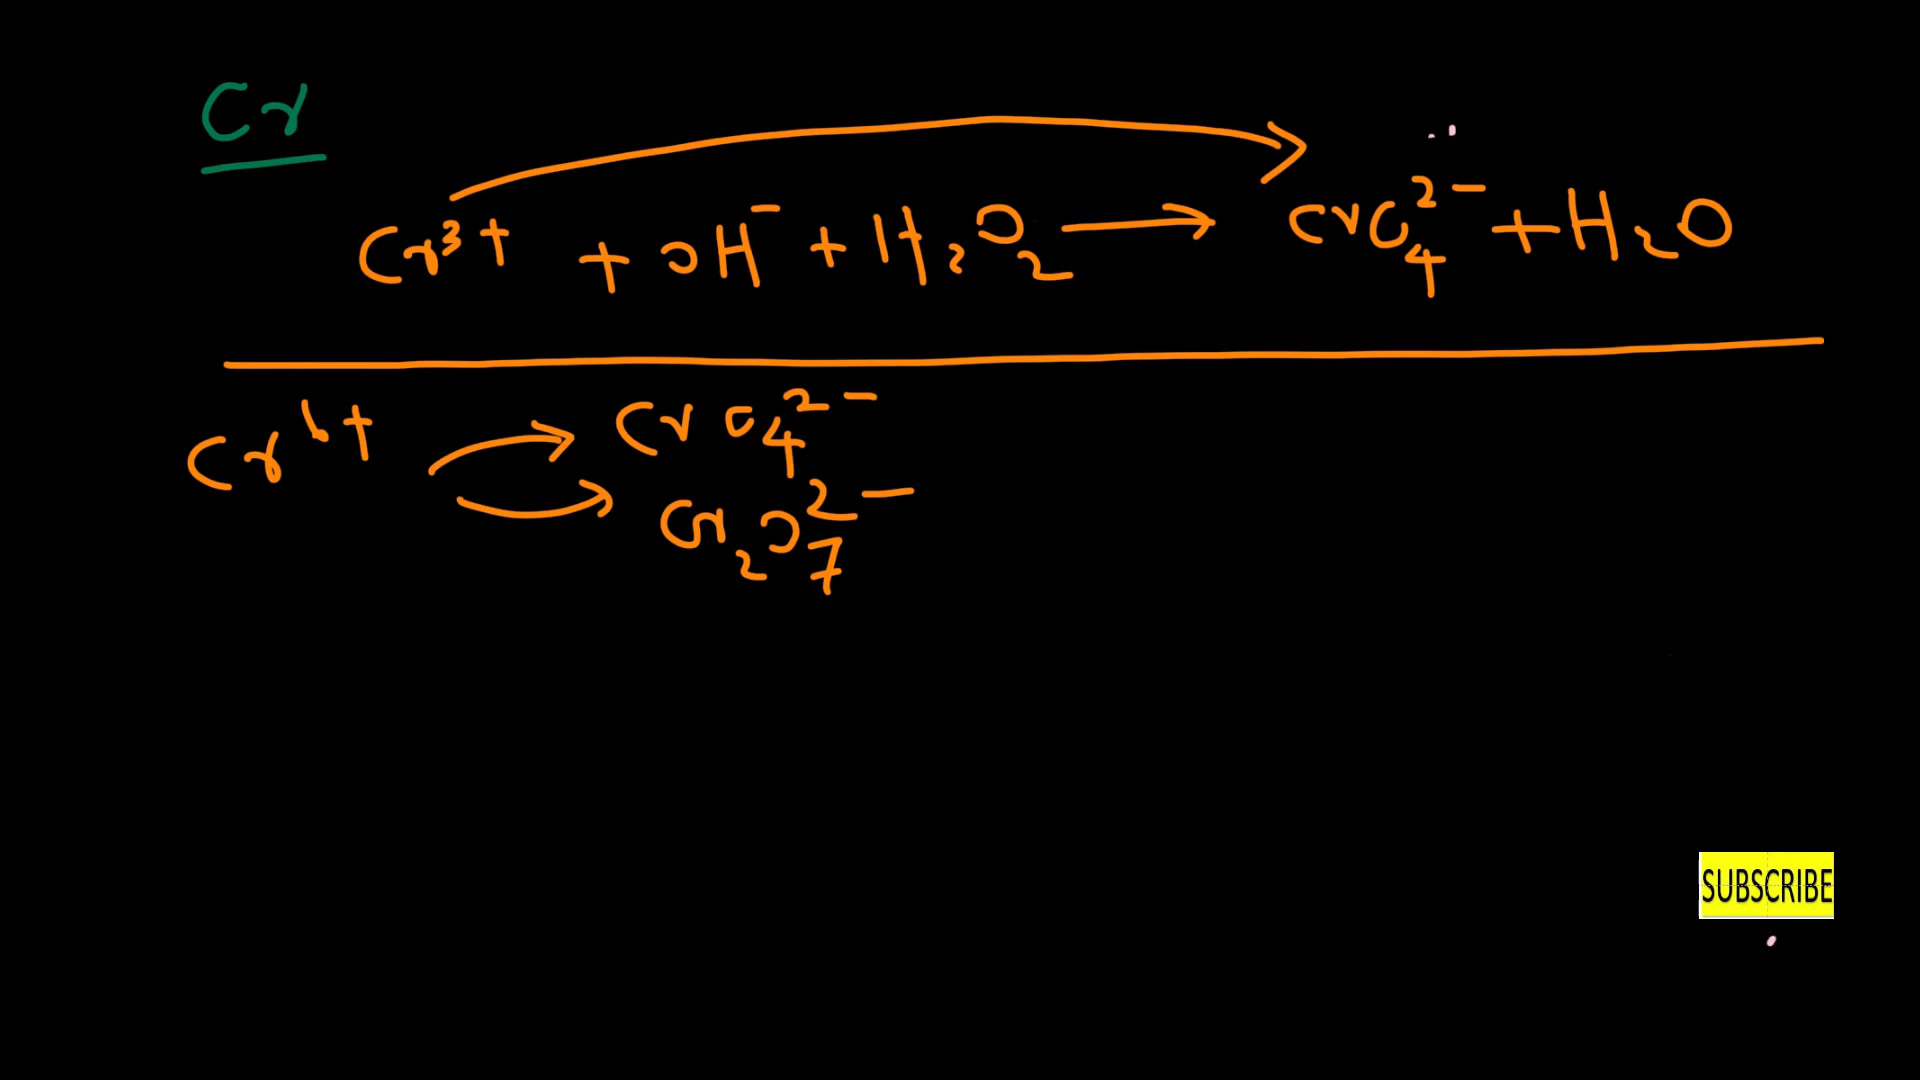 Cr
Cr³⁺ + OH⁻ + H₂O₂ → CrO₄²⁻ + H₂O
Cr⁶⁺ → CrO₄²⁻
→ Cr₂O₇²⁻
SUBSCRIBE